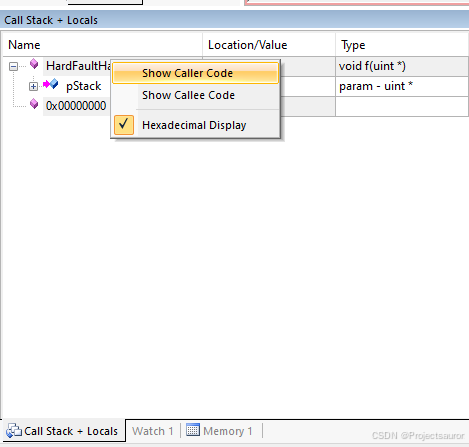 Call Stack + Locals
Name Location/Value Type
HardFaultHa void f(uint *)
Show Caller Code
pStack param - uint *
Show Callee Code
0x00000000
Hexadecimal Display
Call Stack + Locals Watch 1 Memory 1
CSDN @Projectsauror